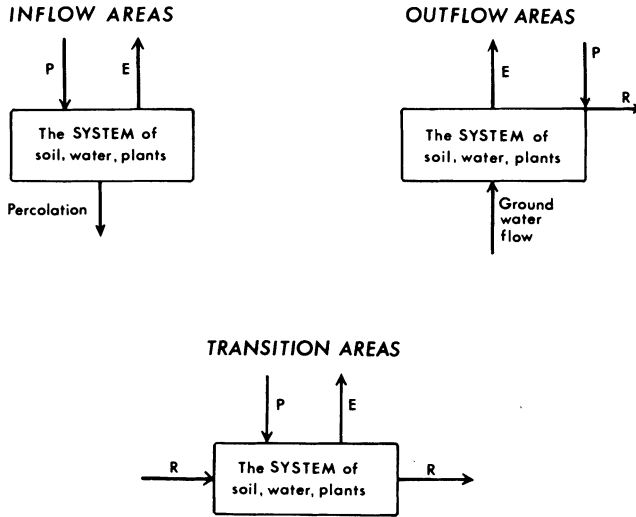 INFLOW AREAS
P
E
The SYSTEM of
soil, water, plants
Percolation
OUTFLOW AREAS
E
P
R
The SYSTEM of
soil, water, plants
Ground
water
flow
TRANSITION AREAS
P
E
R
The SYSTEM of
soil, water, plants
R